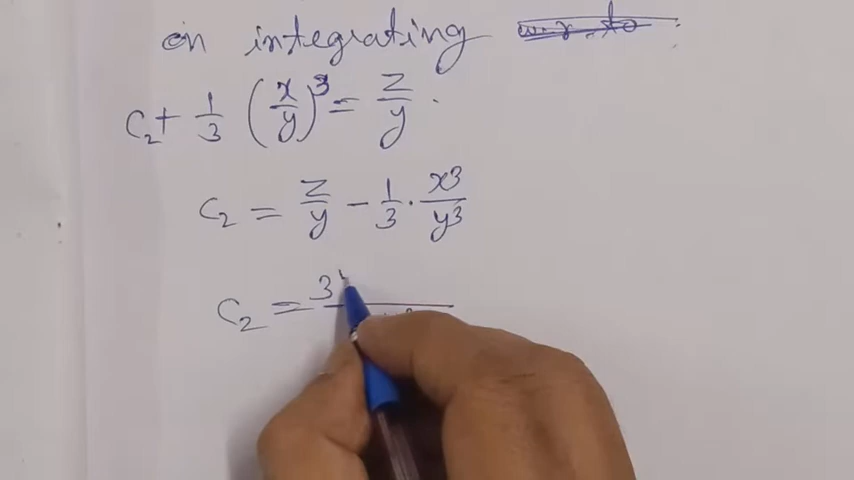 on integrating
C₂ + 1/3 (x/y)³ = z/y .
C₂ = z/y - 1/3 · x³/y³
C₂ = 3